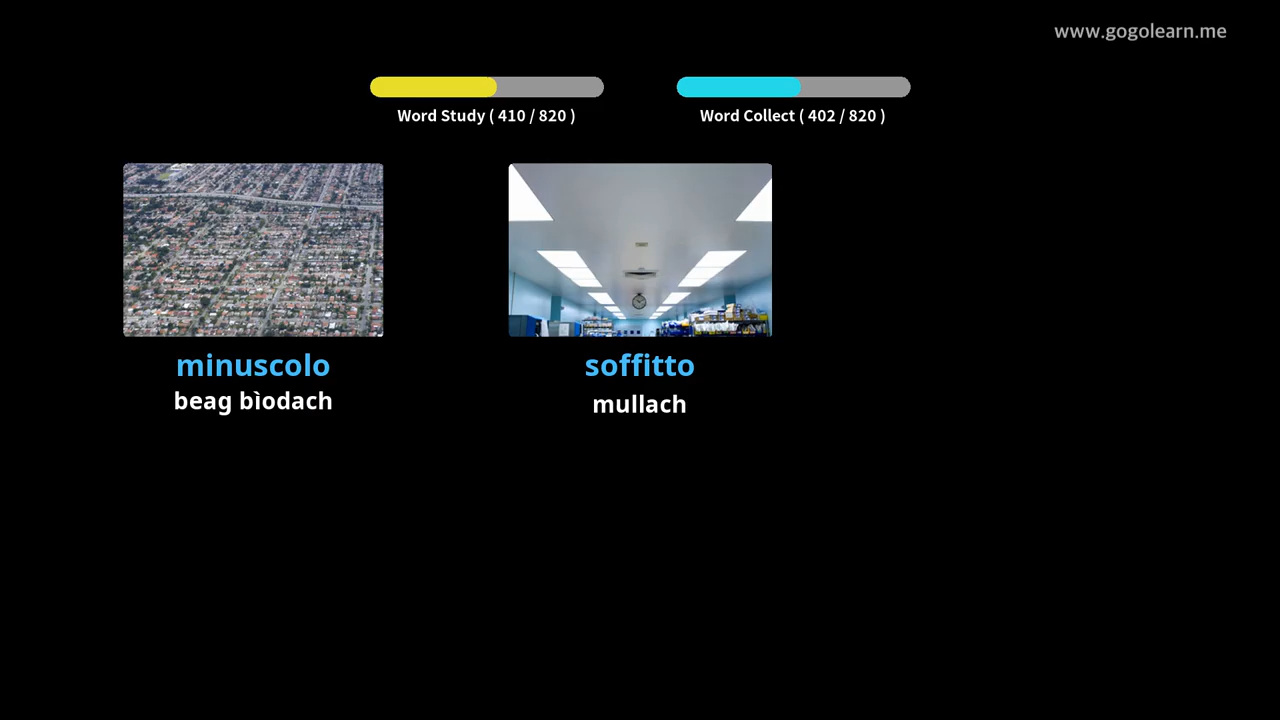 www.gogolearn.me
Word Study ( 410 / 820 )
Word Collect ( 402 / 820 )
minuscolo
beag bìodach
soffitto
mullach